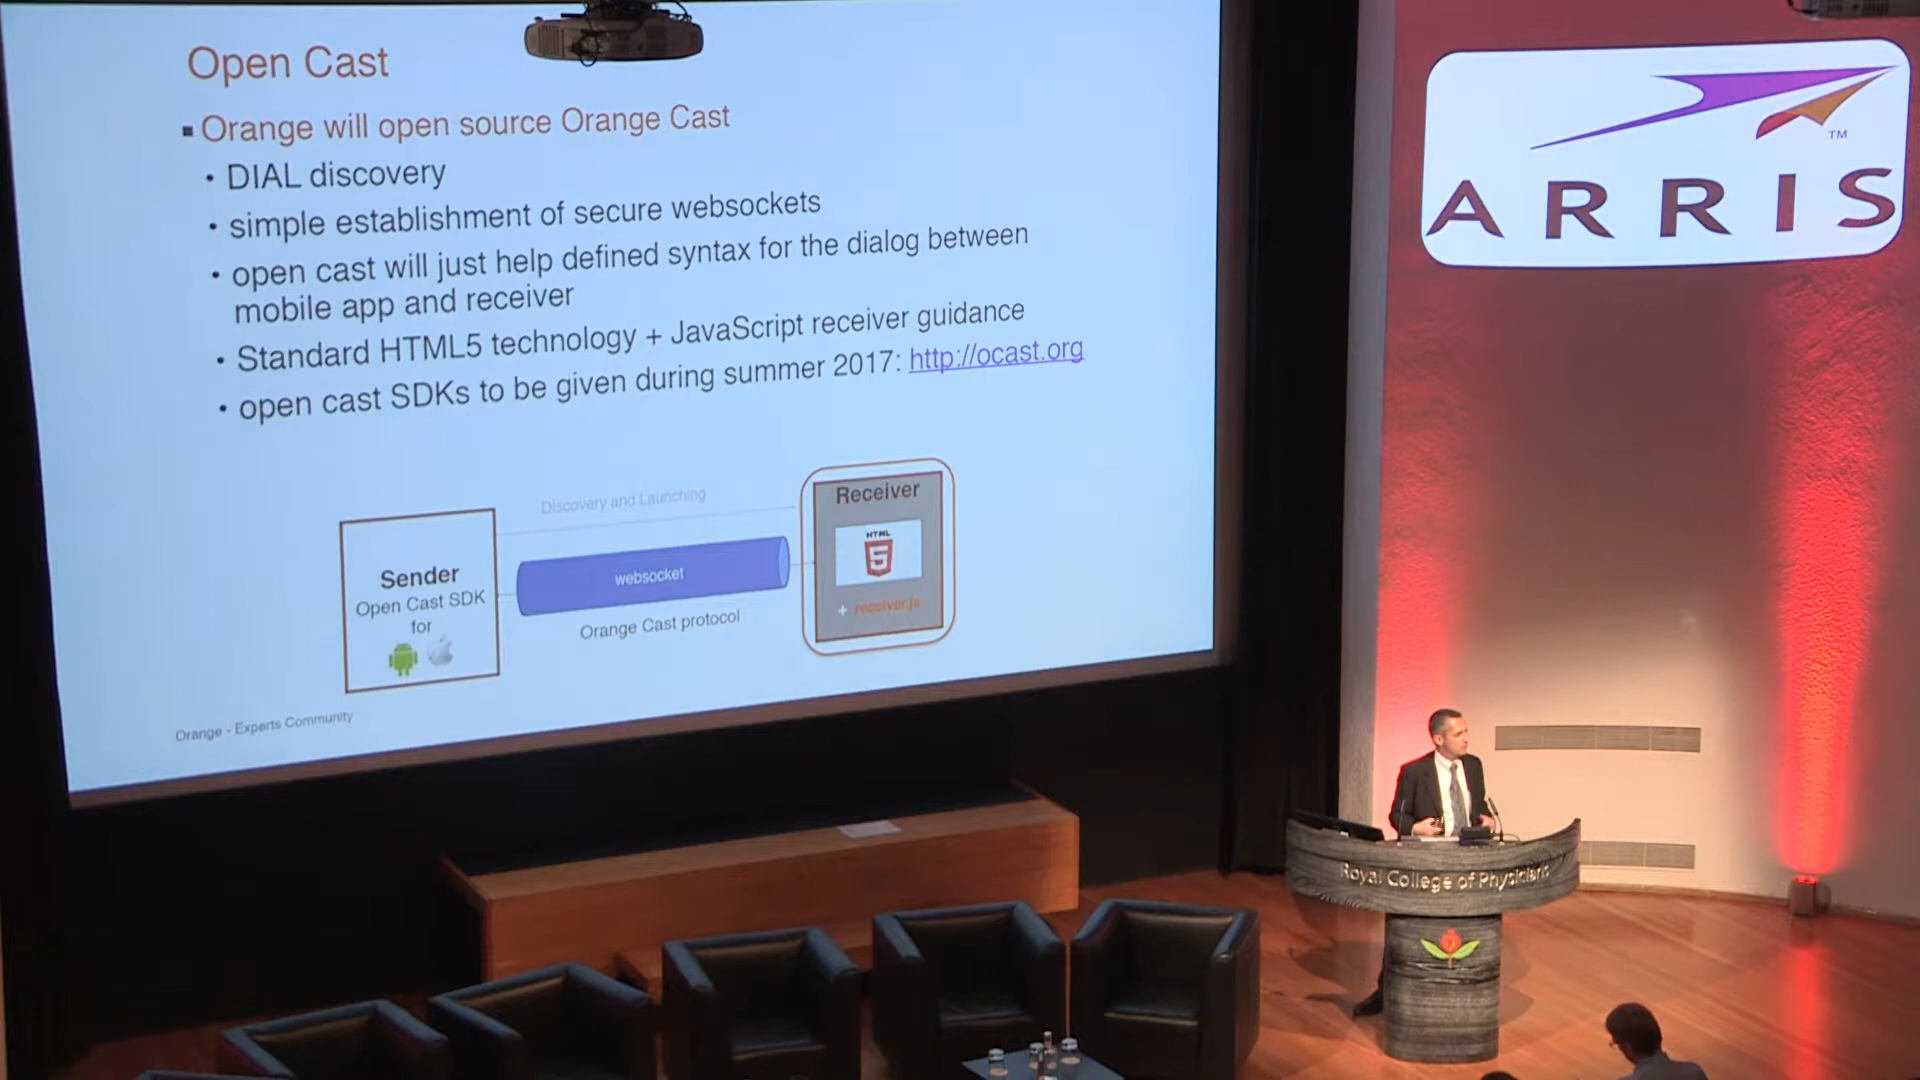 Open Cast
Orange will open source Orange Cast
• DIAL discovery
• simple establishment of secure websockets
• open cast will just help defined syntax for the dialog between
mobile app and receiver
• Standard HTML5 technology + JavaScript receiver guidance
• open cast SDKs to be given during summer 2017: http://ocast.org
Discovery and Launching
Sender
Open Cast SDK
for
websocket
Orange Cast protocol
Receiver
HTML
5
+ receiver.js
Orange - Experts Community
ARRIS
TM
Royal College of Physicians